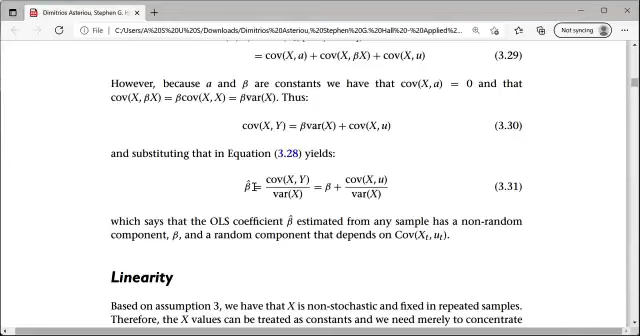 Dimitrios Asteriou, Stephen G. H
File
C:/Users/A%20S%20U%20S/Downloads/Dimitrios%20Asteriou,%20Stephen%20G.%20Hall%20-%20Applied%2...
Not syncing
= cov(X, a) + cov(X, βX) + cov(X, u) (3.29)
However, because a and β are constants we have that cov(X, a) = 0 and that
cov(X, βX) = βcov(X, X) = βvar(X). Thus:
cov(X, Y) = βvar(X) + cov(X, u) (3.30)
and substituting that in Equation (3.28) yields:
β̂ = cov(X, Y)/var(X) = β + cov(X, u)/var(X) (3.31)
which says that the OLS coefficient β̂ estimated from any sample has a non-random
component, β, and a random component that depends on Cov(Xₜ, uₜ).
Linearity
Based on assumption 3, we have that X is non-stochastic and fixed in repeated samples.
Therefore, the X values can be treated as constants and we need merely to concentrate